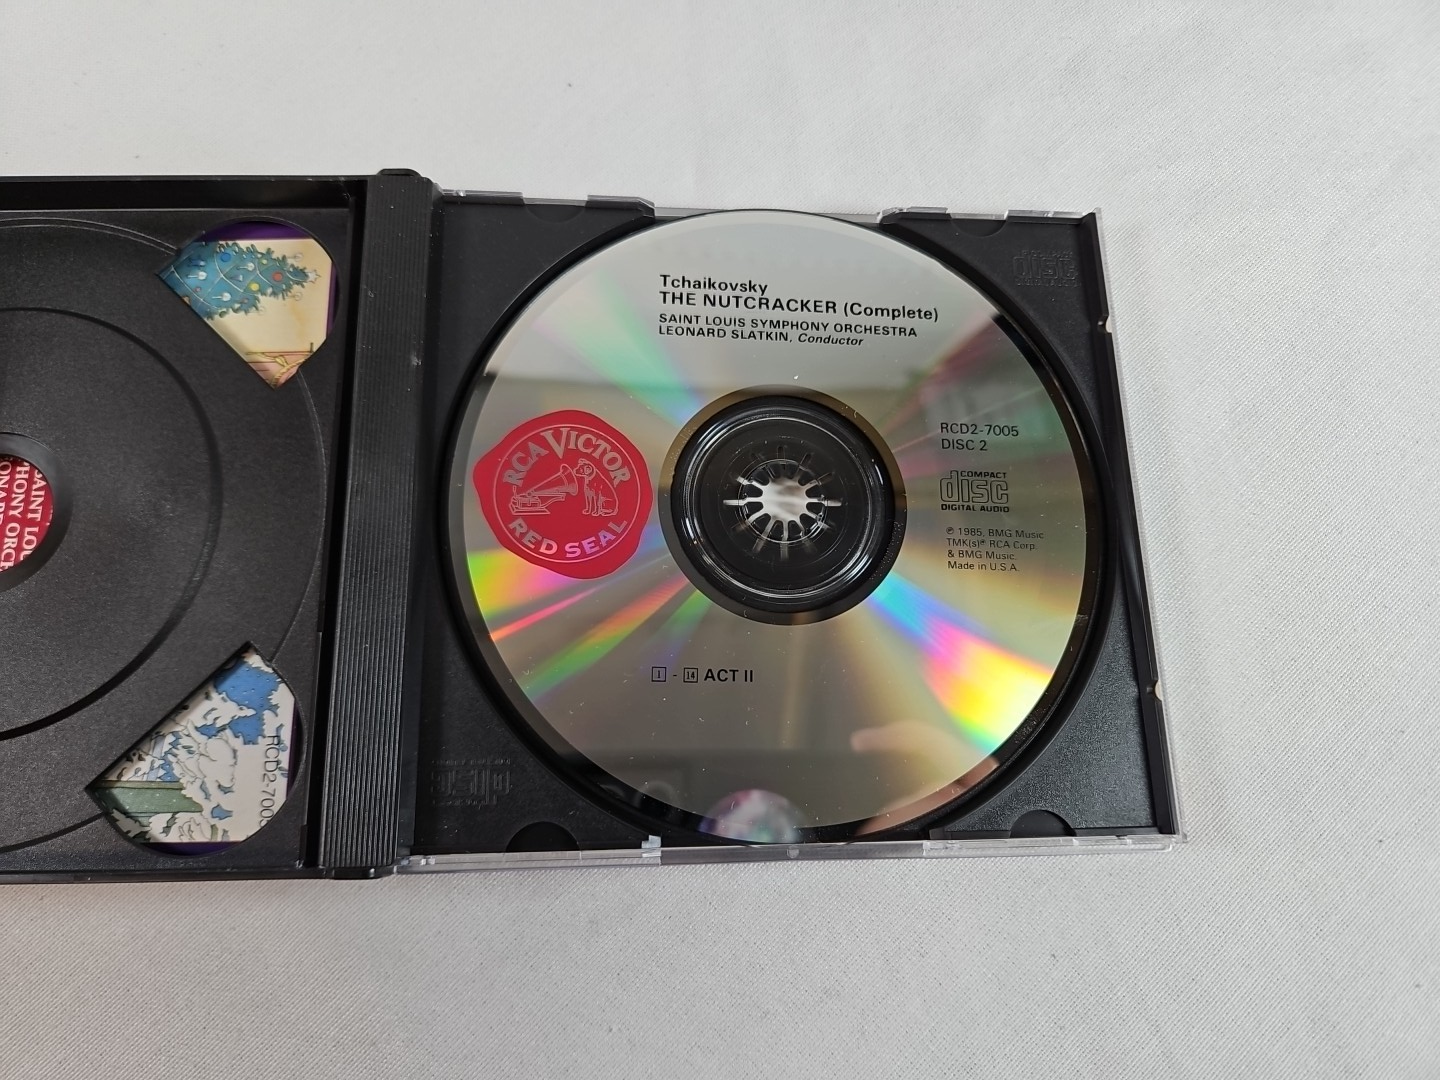 Tchaikovsky
THE NUTCRACKER (Complete)
SAINT LOUIS SYMPHONY ORCHESTRA
LEONARD SLATKIN, Conductor
RCA VICTOR
RED SEAL
RCD2-7005
DISC 2
COMPACT
disc
DIGITAL AUDIO
℗ 1985, BMG Music
TMK(s)® RCA Corp.
& BMG Music.
Made in U.S.A.
1 - 14 ACT II
SAINT LOU
PHONY ORCH
RCD2-700
disc